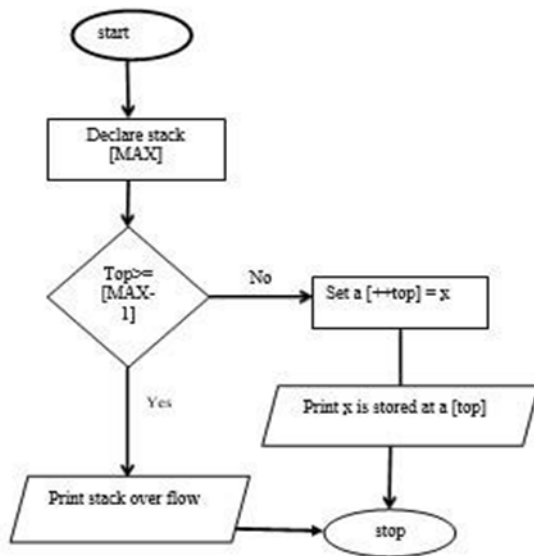 start
Declare stack
[MAX]
Top>=
[MAX-
1]
No
Set a [++top] = x
Yes
Print x is stored at a [top]
Print stack over flow
stop